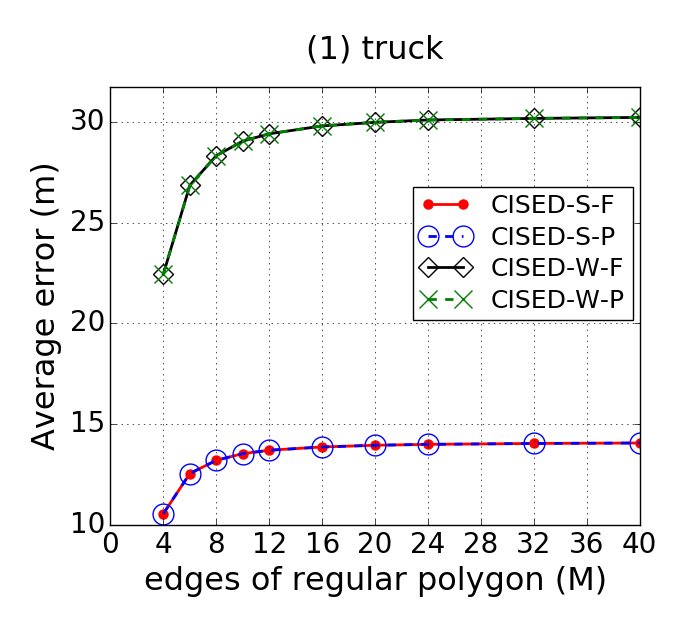 (1) truck
Average error (m)
30
25
20
15
10
CISED-S-F
CISED-S-P
CISED-W-F
CISED-W-P
0 4 8 12 16 20 24 28 32 36 40
edges of regular polygon (M)